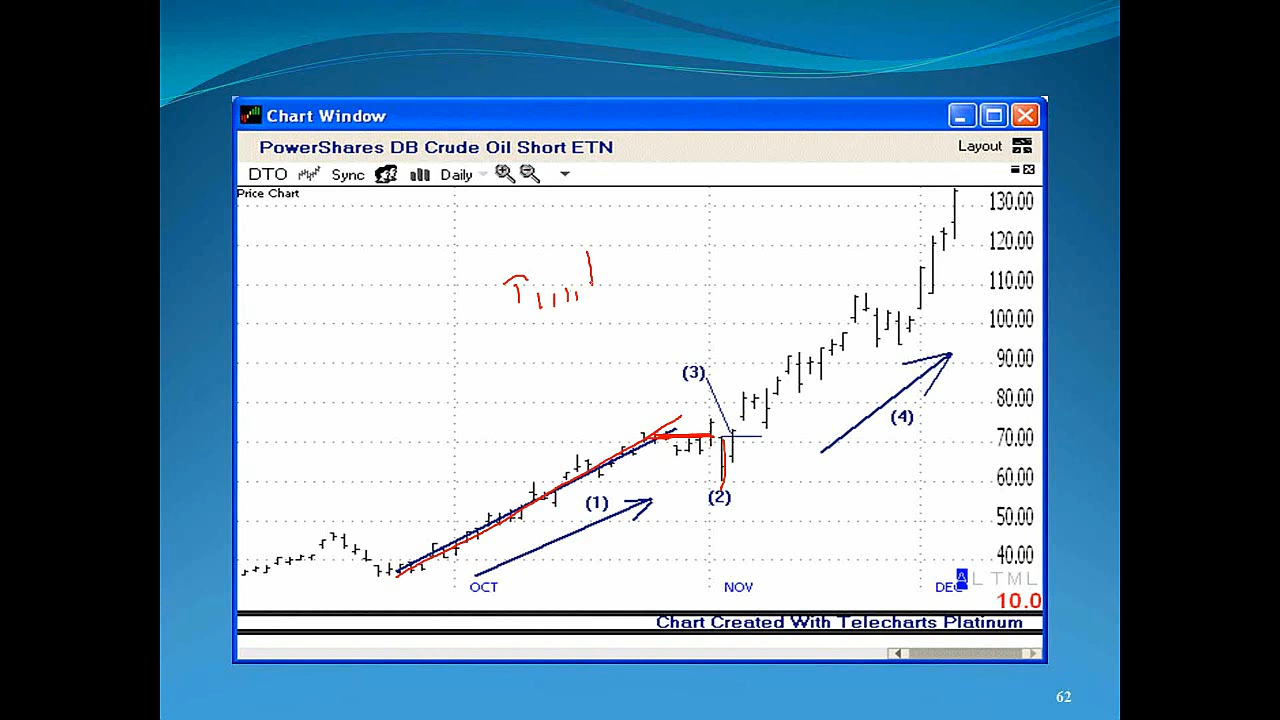 Chart Window
PowerShares DB Crude Oil Short ETN
Layout
DTO Sync Daily
Price Chart
130.00
120.00
110.00
100.00
90.00
(3)
80.00
(4)
70.00
60.00
(1)
(2)
50.00
40.00
OCT NOV DEC
A L T M L
10.0
Chart Created With Telecharts Platinum
62